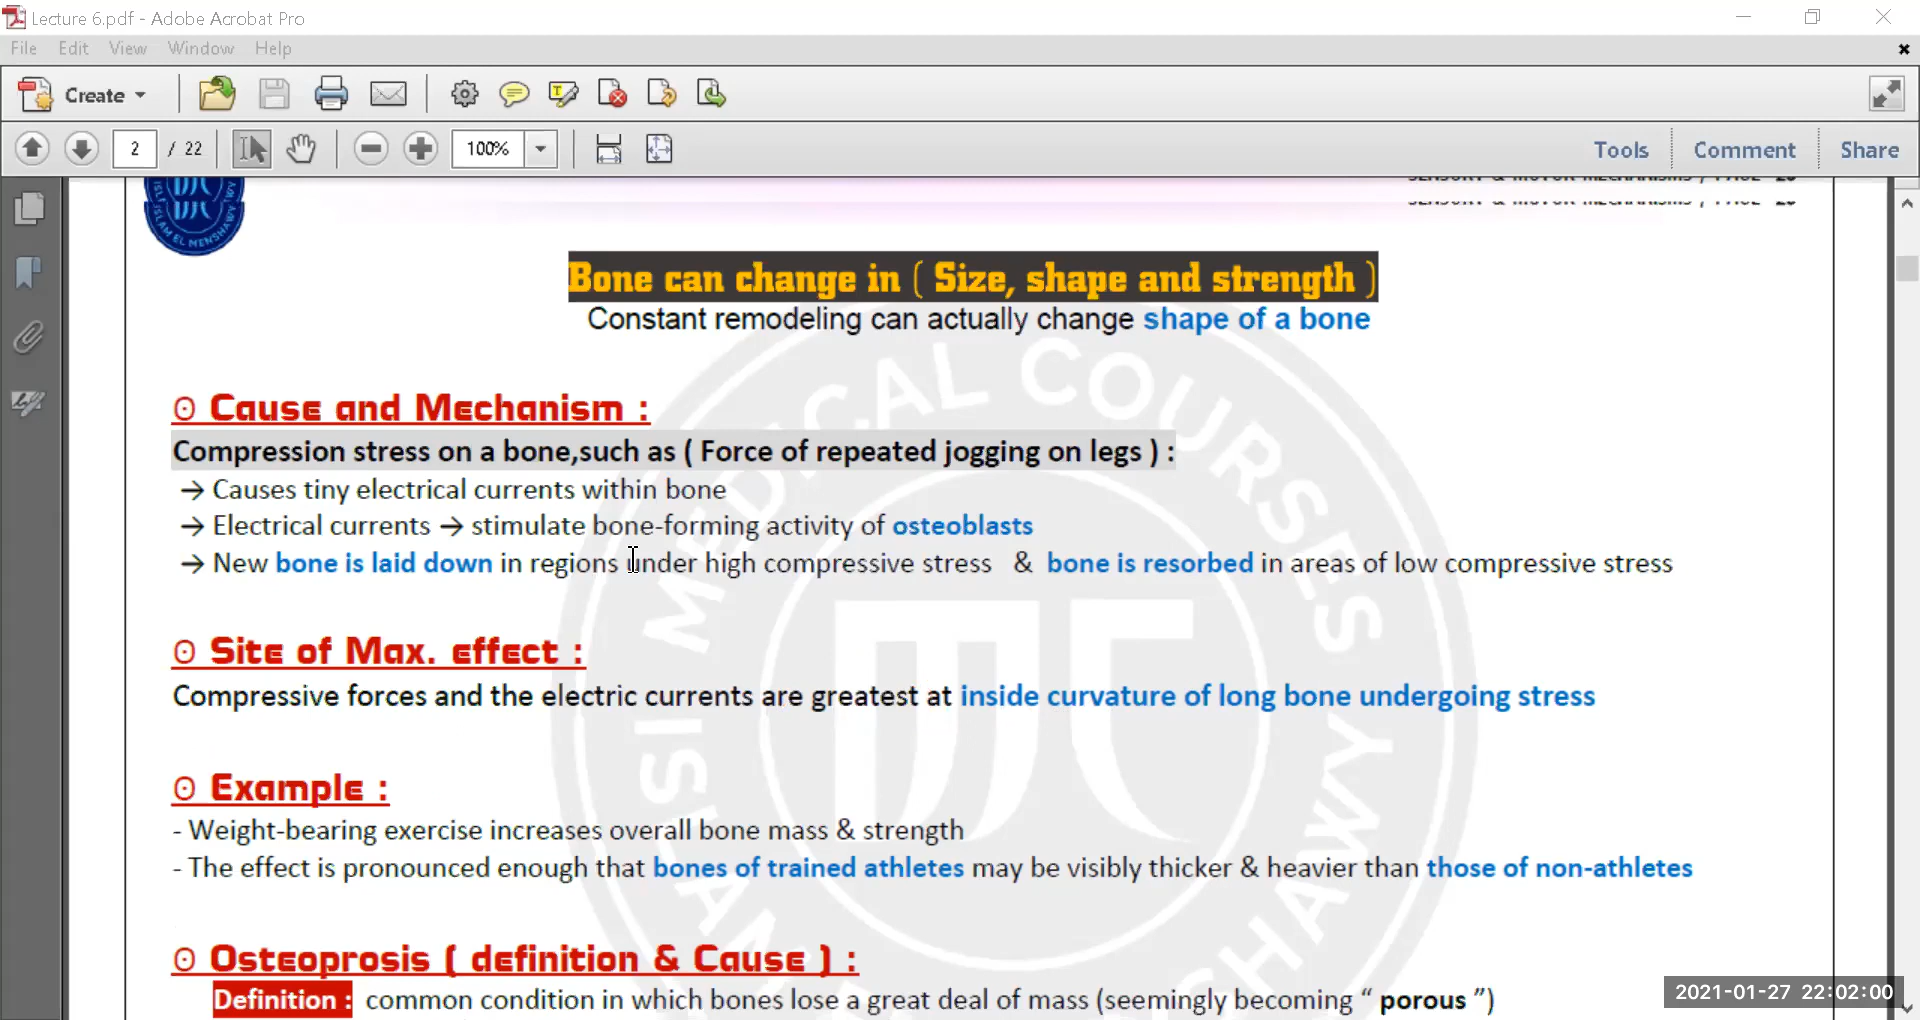 Lecture 6.pdf - Adobe Acrobat Pro
File Edit View Window Help
Create
2 / 22 100% Tools Comment Share
ISLAM EL MENSHAWY
Bone can change in ( Size, shape and strength )
Constant remodeling can actually change shape of a bone
⊙ Cause and Mechanism :
Compression stress on a bone,such as ( Force of repeated jogging on legs ) :
→ Causes tiny electrical currents within bone
→ Electrical currents → stimulate bone-forming activity of osteoblasts
→ New bone is laid down in regions under high compressive stress & bone is resorbed in areas of low compressive stress
⊙ Site of Max. effect :
Compressive forces and the electric currents are greatest at inside curvature of long bone undergoing stress
⊙ Example :
- Weight-bearing exercise increases overall bone mass & strength
- The effect is pronounced enough that bones of trained athletes may be visibly thicker & heavier than those of non-athletes
⊙ Osteoprosis ( definition & Cause ) :
Definition : common condition in which bones lose a great deal of mass (seemingly becoming “ porous ”)
MEDICAL COURSES
2021-01-27 22:02:00